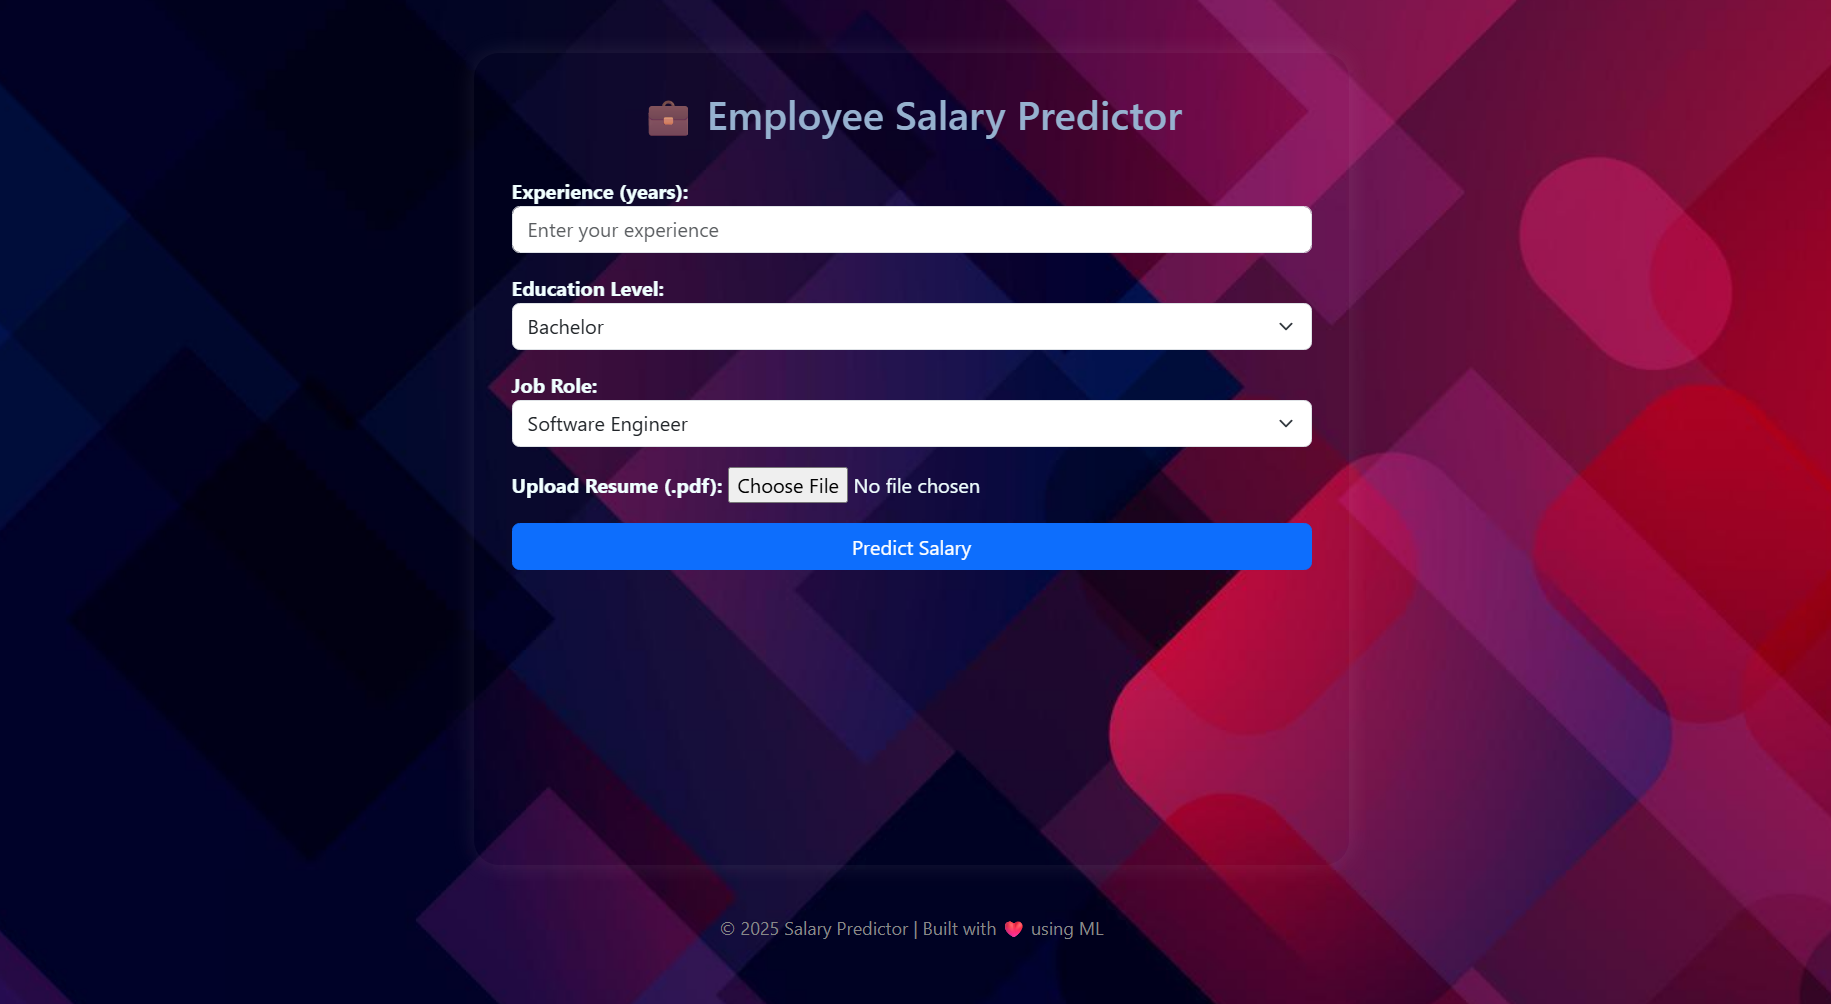 💼 Employee Salary Predictor
Experience (years):
Enter your experience
Education Level:
Bachelor
Job Role:
Software Engineer
Upload Resume (.pdf): Choose File No file chosen
Predict Salary
© 2025 Salary Predictor | Built with ❤️ using ML